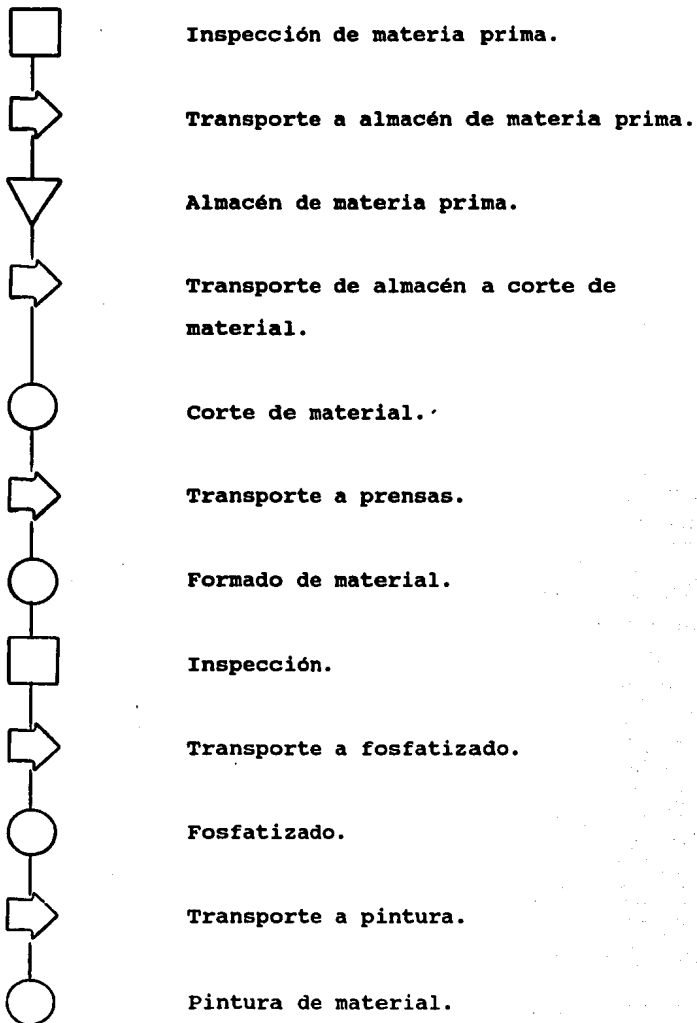 Inspección de materia prima.
Transporte a almacén de materia prima.
Almacén de materia prima.
Transporte de almacén a corte de
material.
Corte de material.
Transporte a prensas.
Formado de material.
Inspección.
Transporte a fosfatizado.
Fosfatizado.
Transporte a pintura.
Pintura de material.